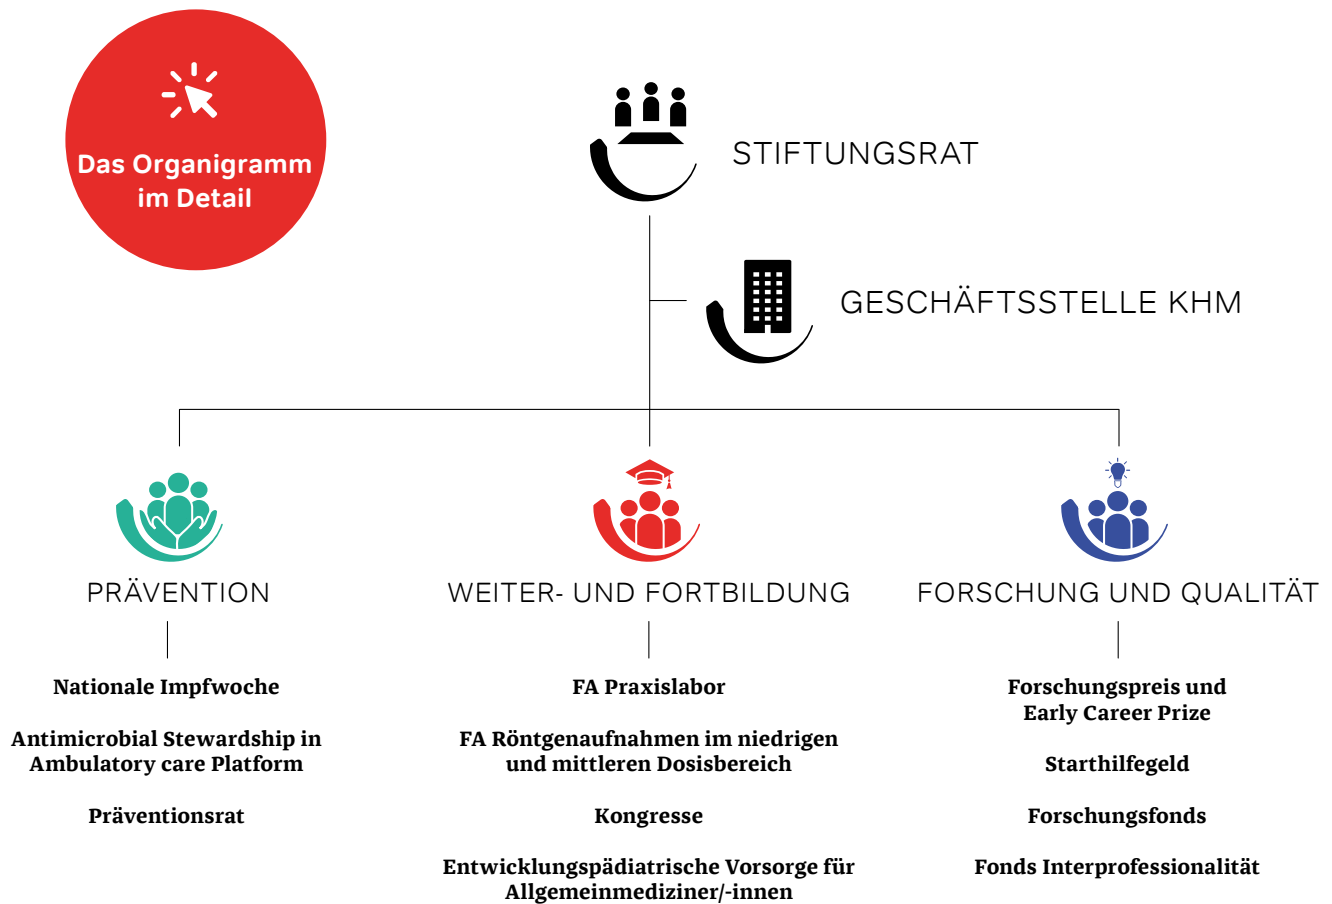 Das Organigramm
im Detail
STIFTUNGSRAT
GESCHÄFTSSTELLE KHM
PRÄVENTION
Nationale Impfwoche
Antimicrobial Stewardship in
Ambulatory care Platform
Präventionsrat
WEITER- UND FORTBILDUNG
FA Praxislabor
FA Röntgenaufnahmen im niedrigen
und mittleren Dosisbereich
Kongresse
Entwicklungspädiatrische Vorsorge für
Allgemeinmediziner/-innen
FORSCHUNG UND QUALITÄT
Forschungspreis und
Early Career Prize
Starthilfegeld
Forschungsfonds
Fonds Interprofessionalität